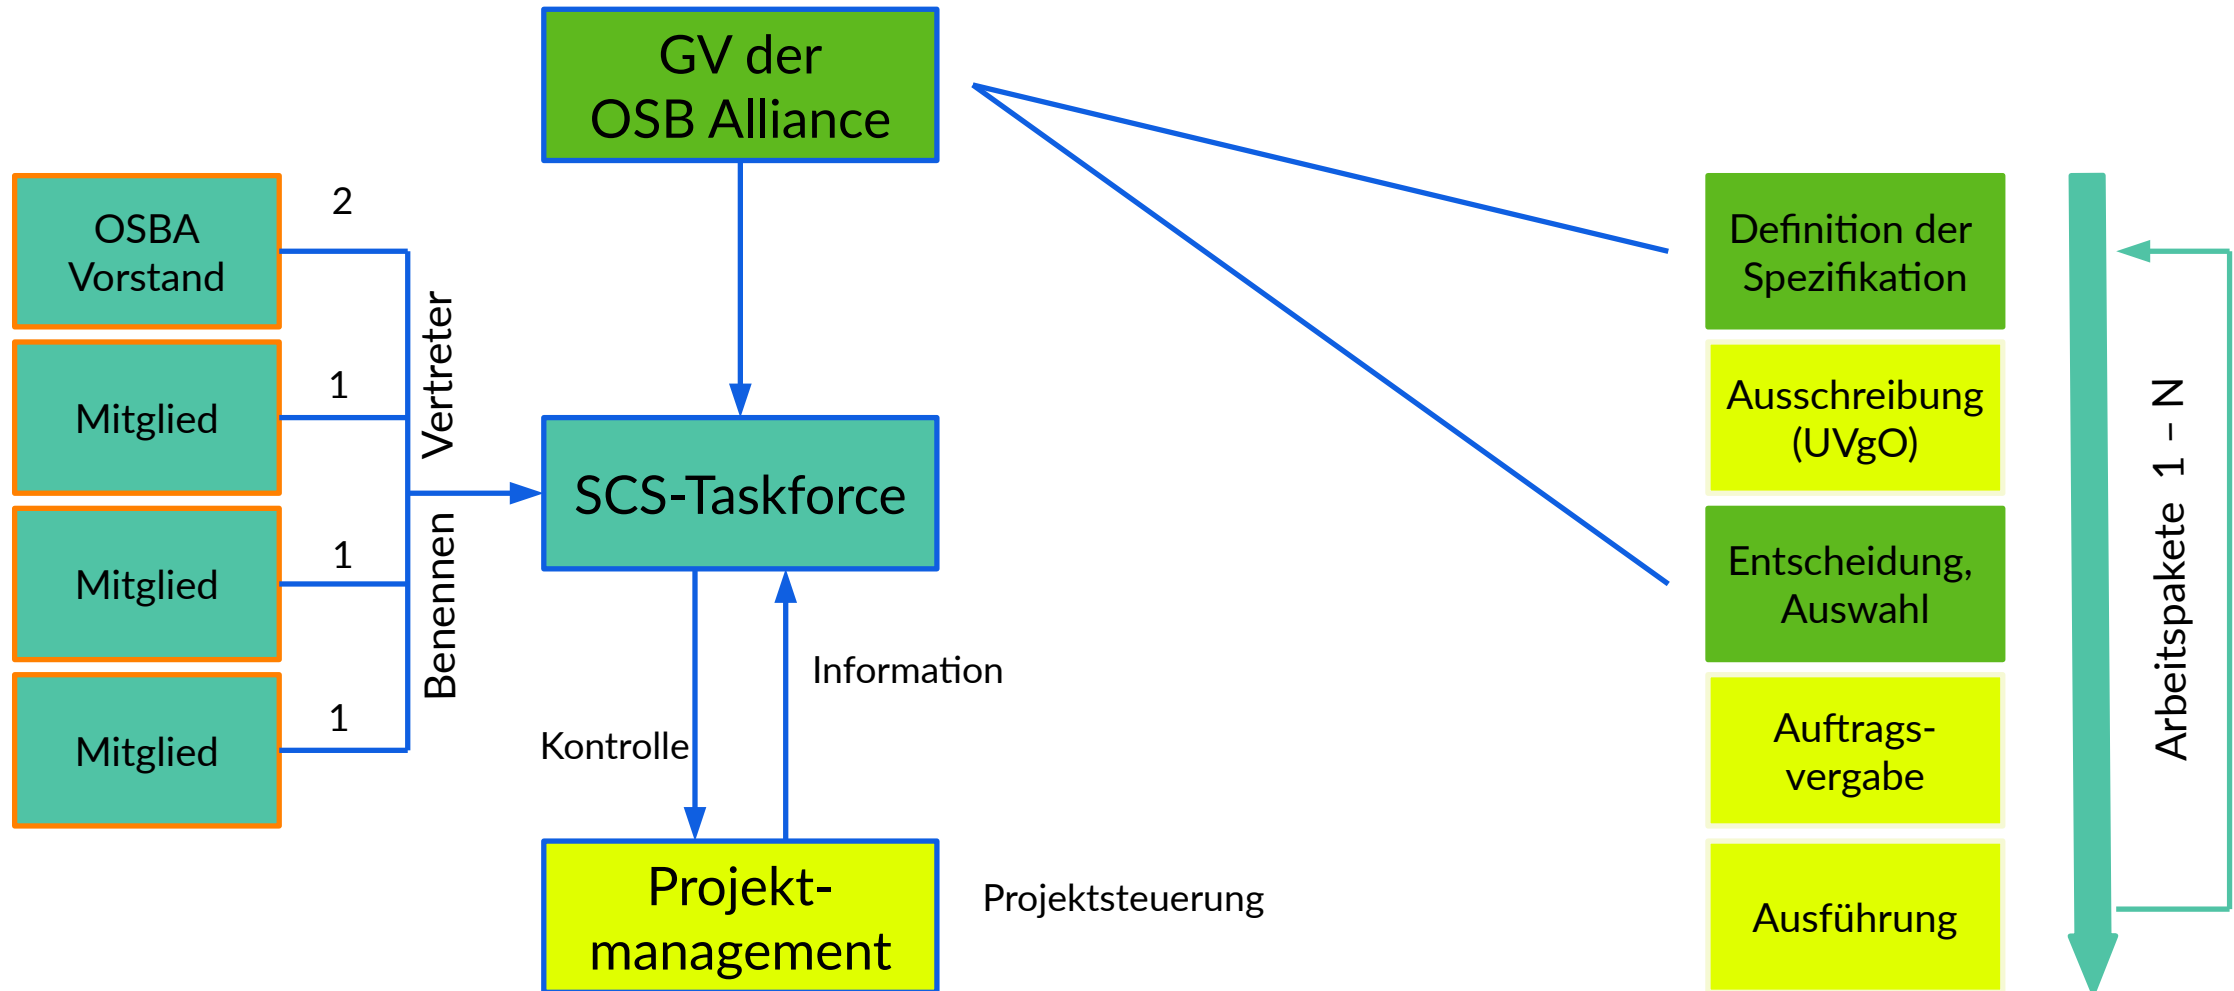 GV der
OSB Alliance
OSBA
Vorstand
2
Mitglied
1
Mitglied
1
Mitglied
1
Benennen Vertreter
SCS-Taskforce
Kontrolle
Information
Projekt-
management
Projektsteuerung
Definition der
Spezifikation
Ausschreibung
(UVgO)
Entscheidung,
Auswahl
Auftrags-
vergabe
Ausführung
Arbeitspakete 1 – N